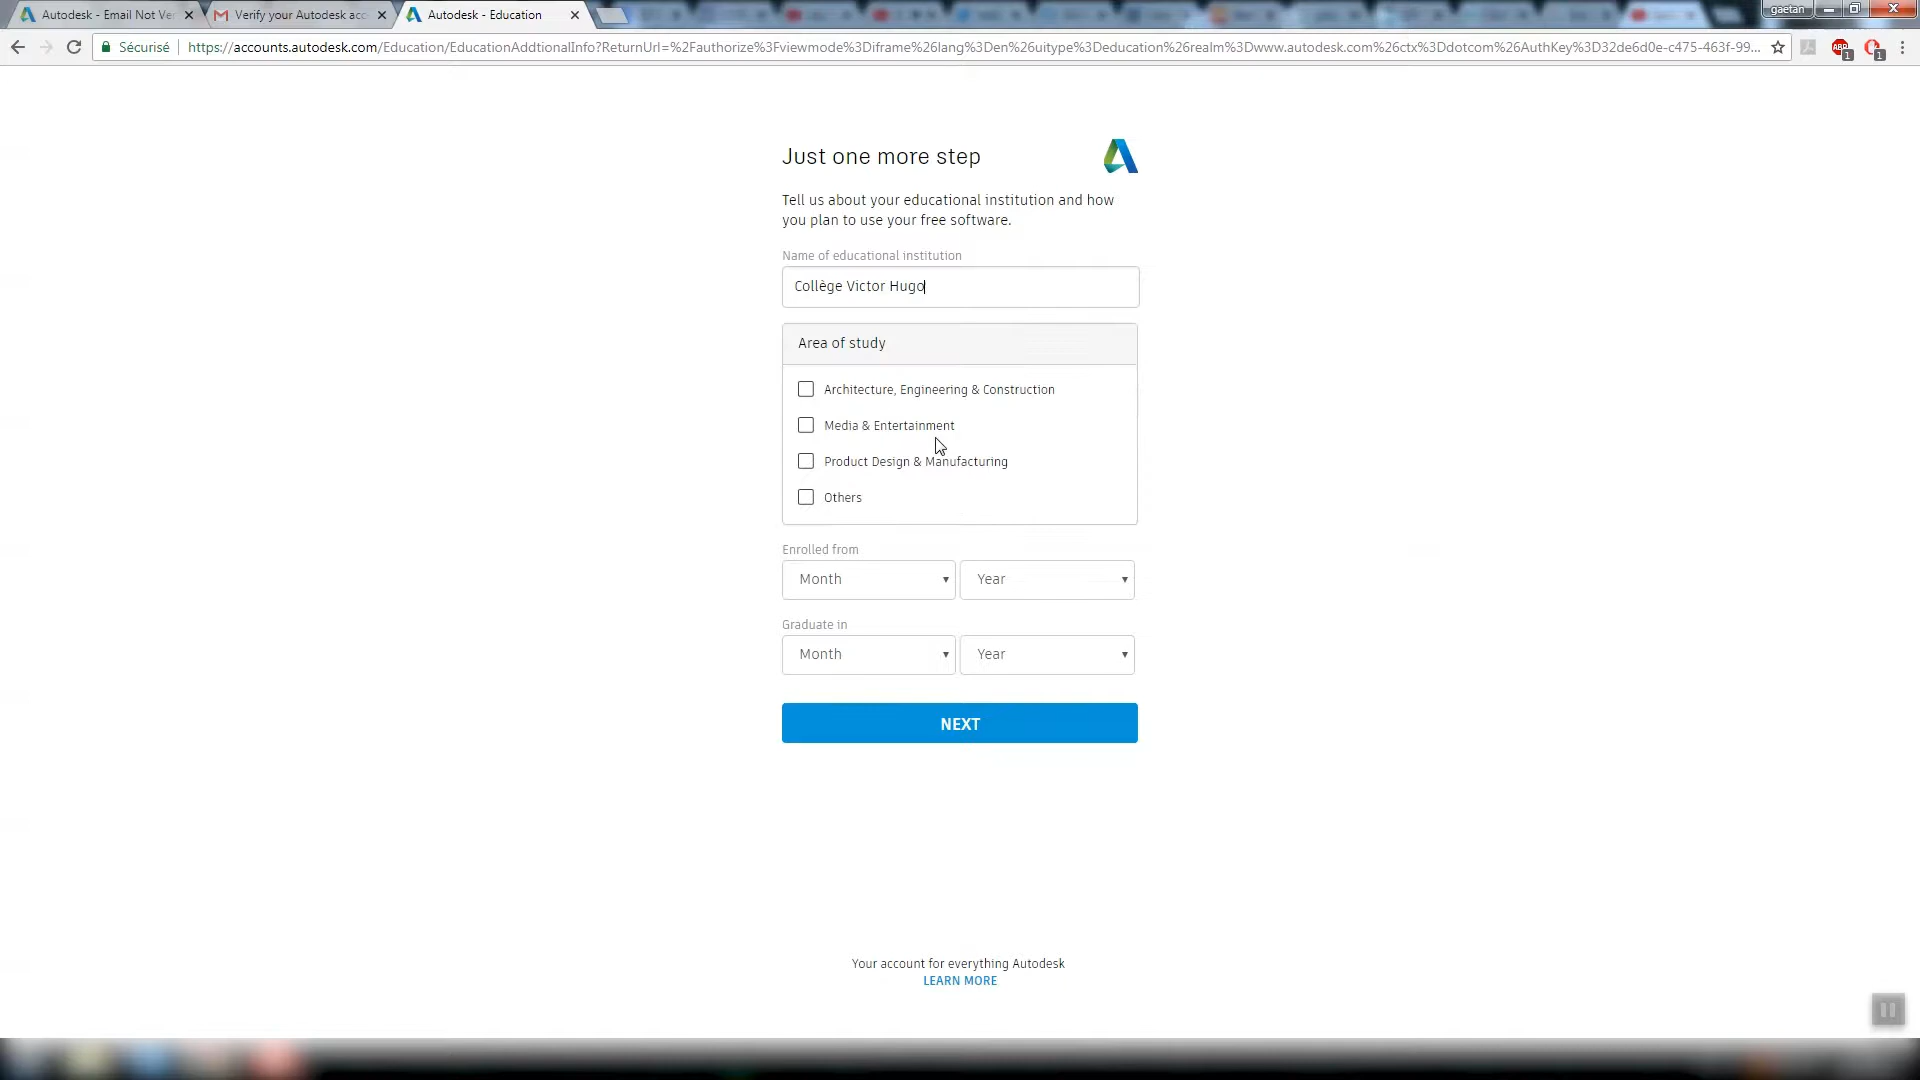 Autodesk - Email Not Ver
Verify your Autodesk acc
Autodesk - Education
gaetan
Sécurisé
https://accounts.autodesk.com/Education/EducationAddtionalInfo?ReturnUrl=%2Fauthorize%3Fviewmode%3Diframe%26lang%3Den%26uitype%3Deducation%26realm%3Dwww.autodesk.com%26ctx%3Ddotcom%26AuthKey%3D32de6d0e-c475-463f-99...
ABP
1
1
Just one more step
Tell us about your educational institution and how
you plan to use your free software.
Name of educational institution
Collège Victor Hugo
Area of study
Architecture, Engineering & Construction
Media & Entertainment
Product Design & Manufacturing
Others
Enrolled from
Month
Year
Graduate in
Month
Year
NEXT
Your account for everything Autodesk
LEARN MORE